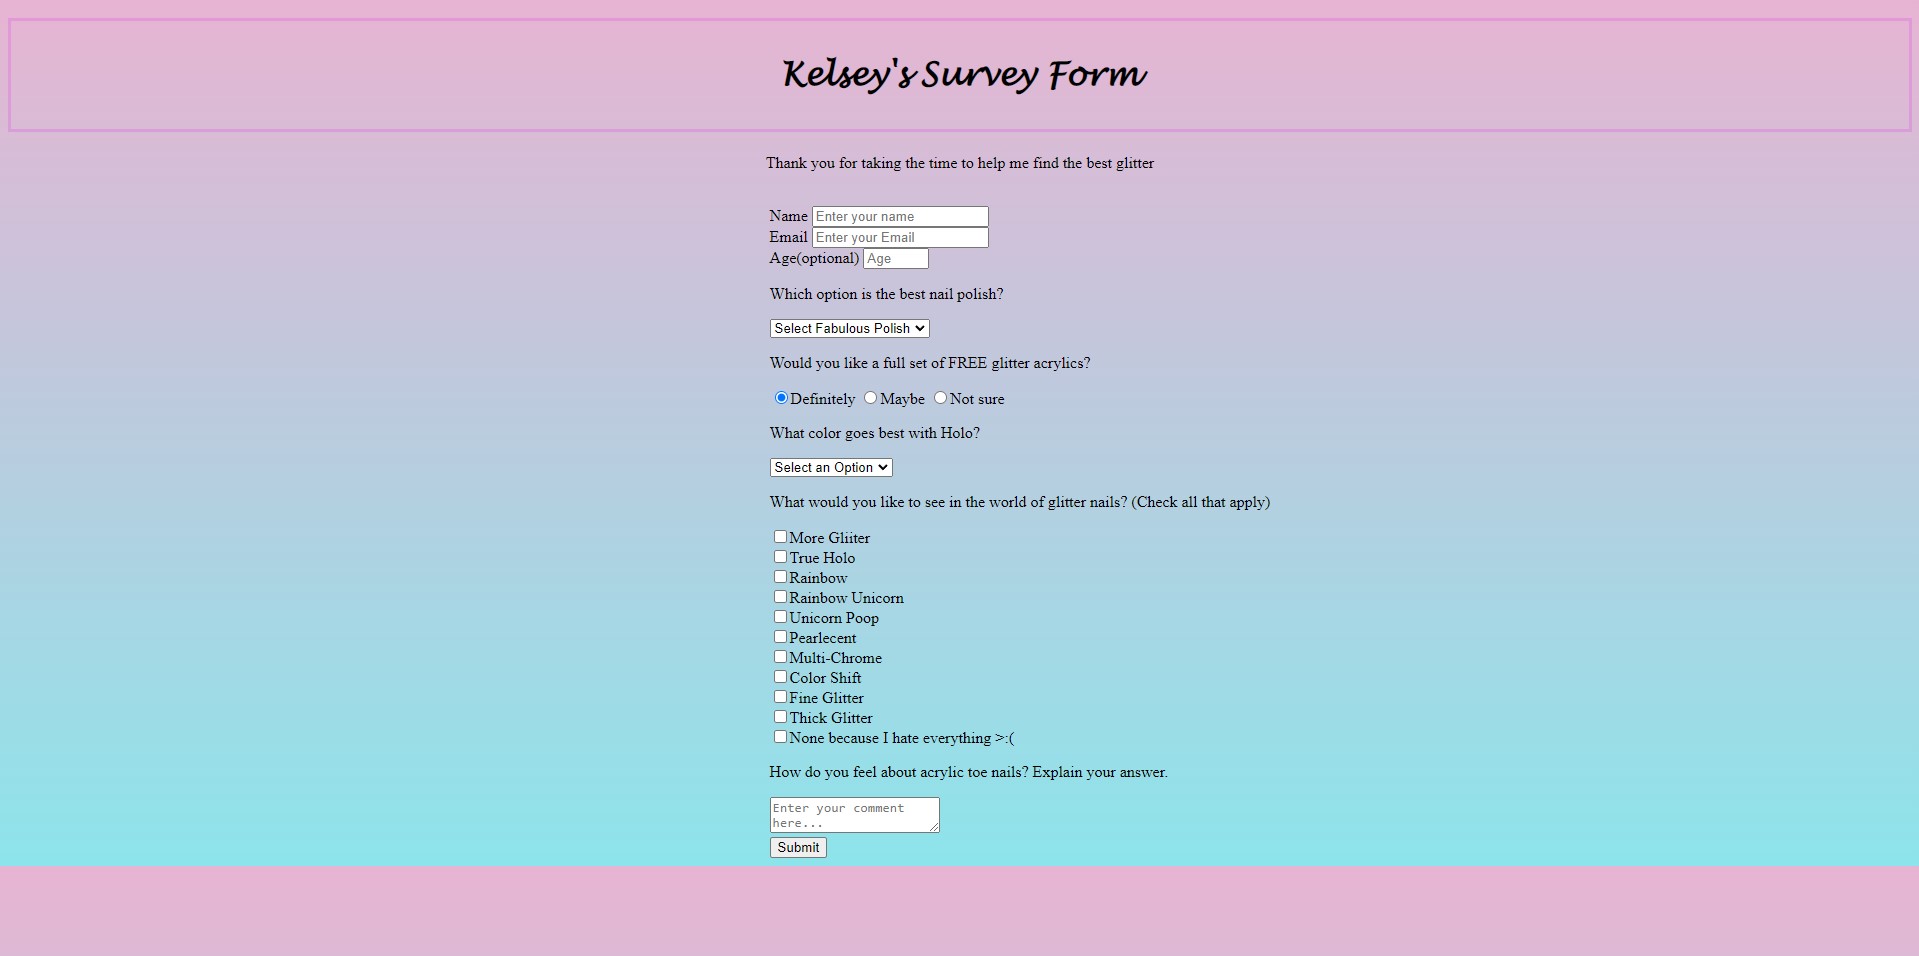 Kelsey's Survey Form
Thank you for taking the time to help me find the best glitter
Name Enter your name
Email Enter your Email
Age(optional) Age
Which option is the best nail polish?
Select Fabulous Polish
Would you like a full set of FREE glitter acrylics?
Definitely Maybe Not sure
What color goes best with Holo?
Select an Option
What would you like to see in the world of glitter nails? (Check all that apply)
More Gliiter
True Holo
Rainbow
Rainbow Unicorn
Unicorn Poop
Pearlecent
Multi-Chrome
Color Shift
Fine Glitter
Thick Glitter
None because I hate everything >:(
How do you feel about acrylic toe nails? Explain your answer.
Enter your comment
here...
Submit